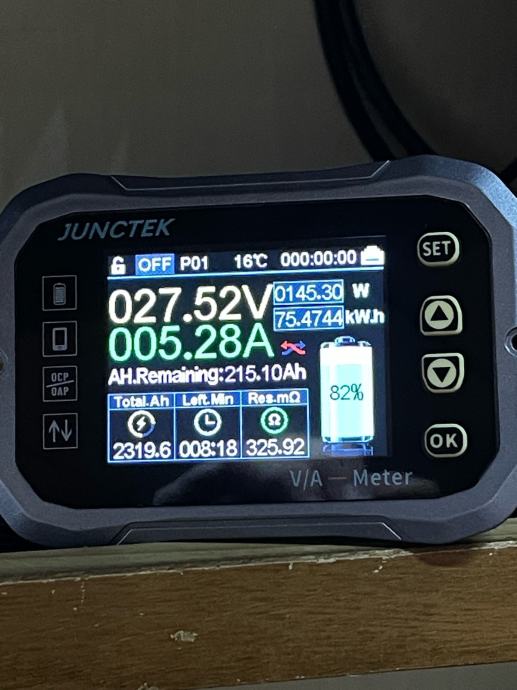 JUNCTEK
OFF P01 16℃ 000:00:00
SET
027.52V 0145.30 W
75.4744 kW.h
005.28A
AH.Remaining:215.10Ah
82%
OCP
OAP
Total.Ah Left.Min Res.mΩ
Ω
2319.6 008:18 325.92
OK
V/A — Meter